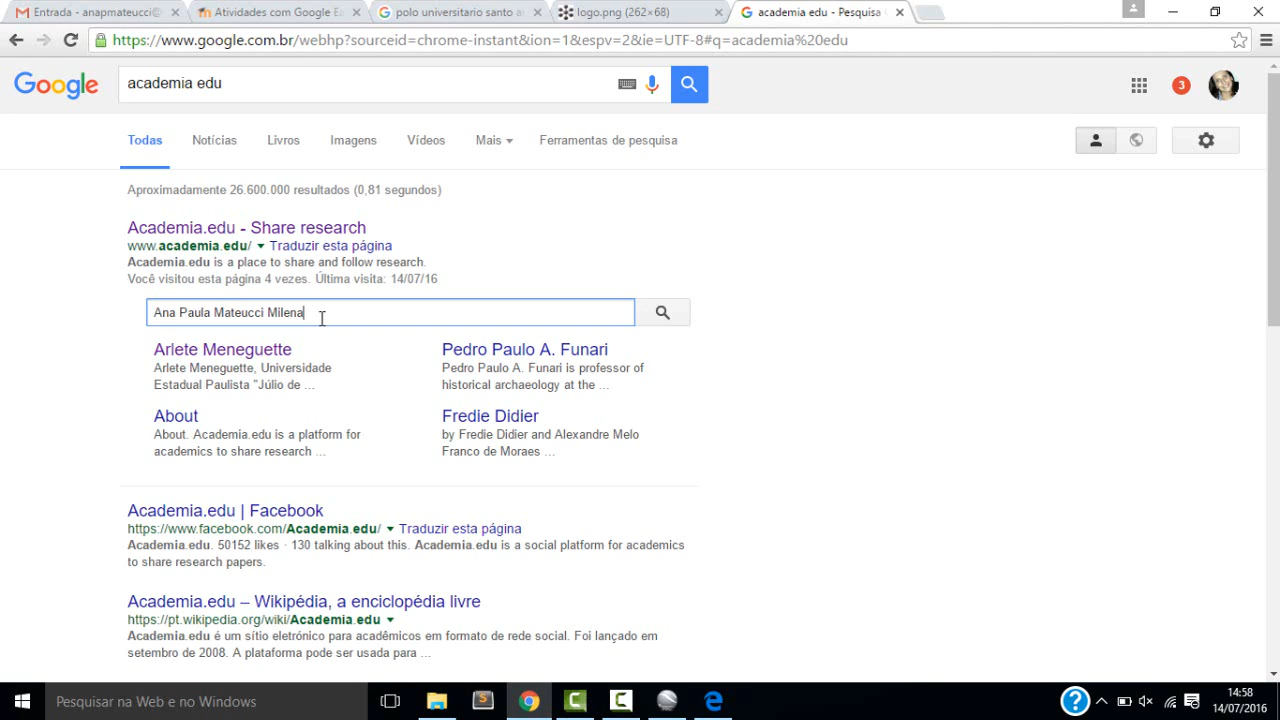 Entrada - anapmateucci@
Atividades com Google Ea
polo universitario santo a
logo.png (262×68)
academia edu - Pesquisa
https://www.google.com.br/webhp?sourceid=chrome-instant&ion=1&espv=2&ie=UTF-8#q=academia%20edu
Google
academia edu
3
Todas
Notícias
Livros
Imagens
Vídeos
Mais
Ferramentas de pesquisa
Aproximadamente 26.600.000 resultados (0,81 segundos)
Academia.edu - Share research
www.academia.edu/ Traduzir esta página
Academia.edu is a place to share and follow research.
Você visitou esta página 4 vezes. Última visita: 14/07/16
Ana Paula Mateucci Milena
Arlete Meneguette
Arlete Meneguette, Universidade
Estadual Paulista "Júlio de ...
Pedro Paulo A. Funari
Pedro Paulo A. Funari is professor of
historical archaeology at the ...
About
About. Academia.edu is a platform for
academics to share research ...
Fredie Didier
by Fredie Didier and Alexandre Melo
Franco de Moraes ...
Academia.edu | Facebook
https://www.facebook.com/Academia.edu/ Traduzir esta página
Academia.edu. 50152 likes · 130 talking about this. Academia.edu is a social platform for academics
to share research papers.
Academia.edu – Wikipédia, a enciclopédia livre
https://pt.wikipedia.org/wiki/Academia.edu
Academia.edu é um sítio eletrónico para acadêmicos em formato de rede social. Foi lançado em
setembro de 2008. A plataforma pode ser usada para ...
Pesquisar na Web e no Windows
14:58
14/07/2016